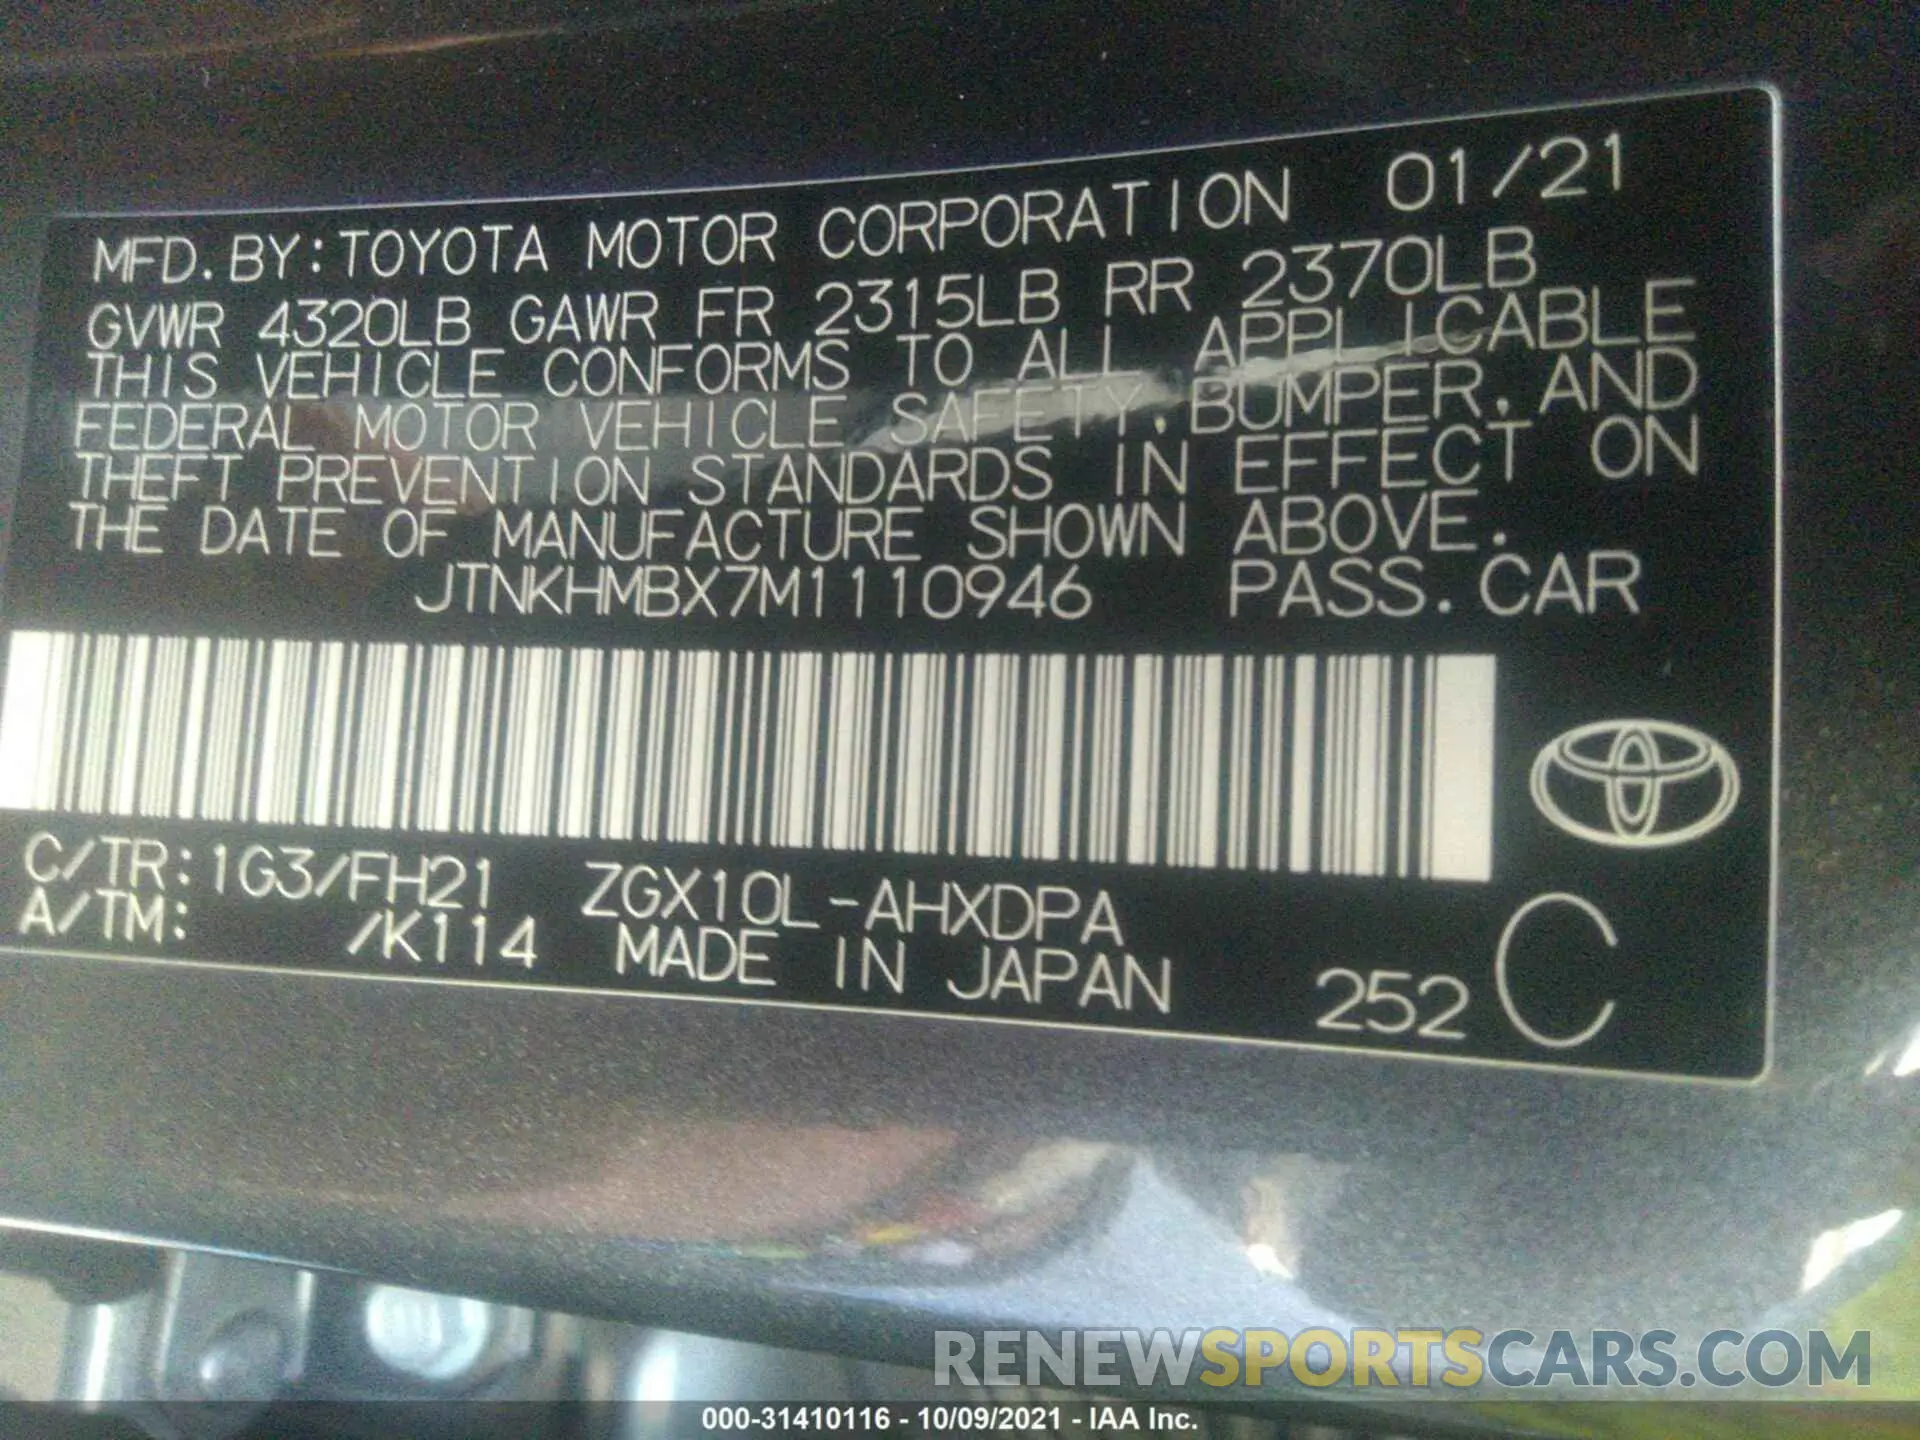 MFD.BY:TOYOTA MOTOR CORPORATION 01/21
GVWR 4320LB GAWR FR 2315LB RR 2370LB
THIS VEHICLE CONFORMS TO ALL APPLICABLE
FEDERAL MOTOR VEHICLE SAFETY, BUMPER, AND
THEFT PREVENTION STANDARDS IN EFFECT ON
THE DATE OF MANUFACTURE SHOWN ABOVE.
JTNKHMBX7M1110946 PASS.CAR
C/TR:1G3/FH21 ZGX10L-AHXDPA
A/TM: /K114 MADE IN JAPAN 252 C
RENEWSPORTSCARS.COM
000-31410116 - 10/09/2021 - IAA Inc.